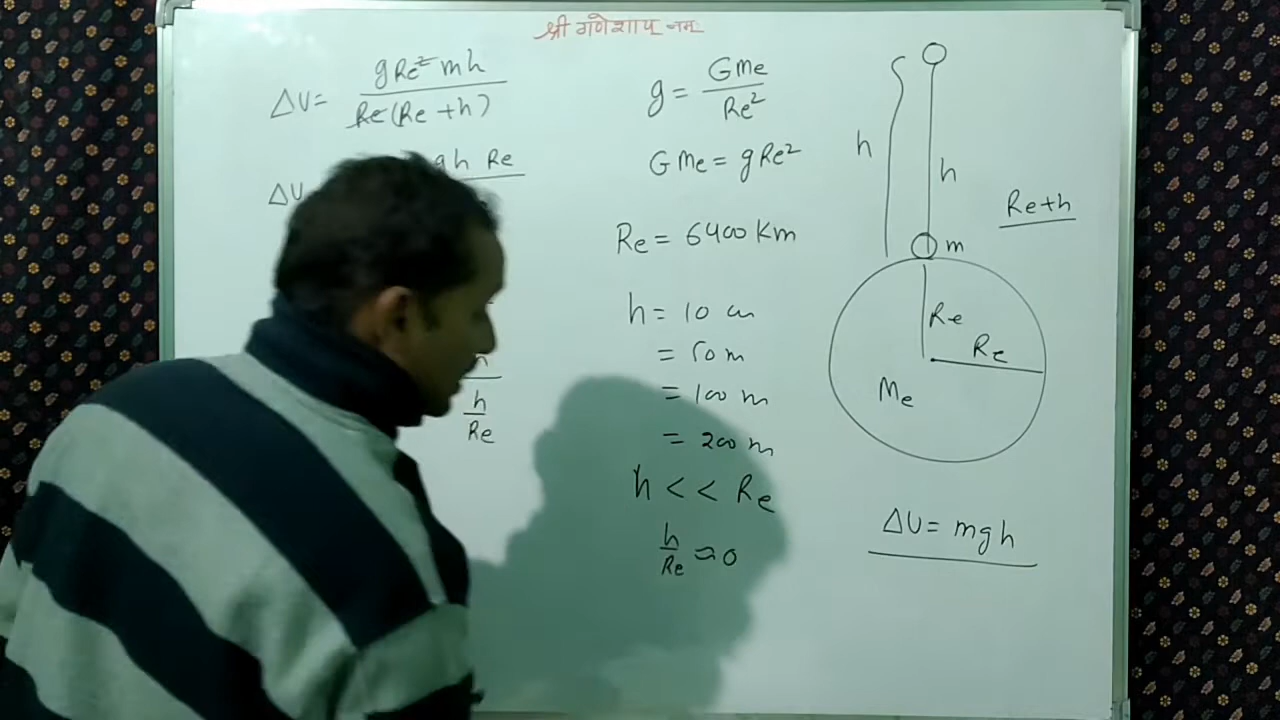 श्री गणेशाय नमः
ΔU= gRe² mh / Re(Re +h)
gh Re
ΔU
h
h / Re
g = GMe / Re²
GMe = gRe²
Re = 6400 Km
h = 10 cm
= 50 m
= 100 m
= 200 m
h << Re
h / Re ≈ 0
h
h
Re+h
m
Re
Re
Me
ΔU= mgh